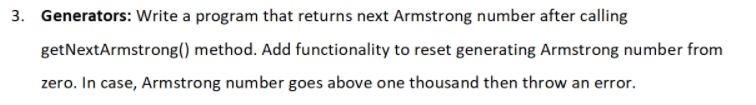 3. Generators: Write a program that returns next Armstrong number after calling
getNextArmstrong() method. Add functionality to reset generating Armstrong number from
zero. In case, Armstrong number goes above one thousand then throw an error.